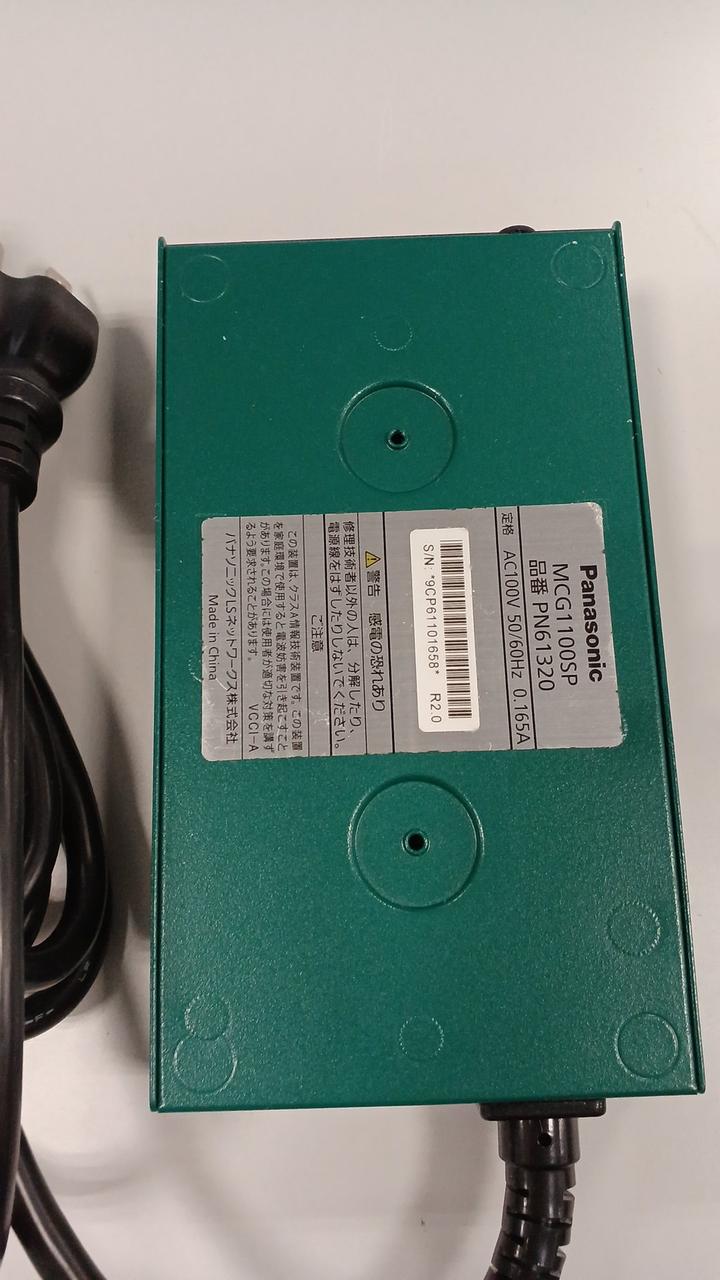 Panasonic
MCG1100SP
品番 PN61320
定格 AC100V 50/60Hz 0.165A
S/N: *9CP61101658* R2.0
警告 感電の恐れあり
修理技術者以外の人は、分解したり、
電源線をはずしたりしないでください。
ご注意
この装置は、クラスA情報技術装置です。この装置
を家庭環境で使用すると電波妨害を引き起こすこと
があります。この場合には使用者が適切な対策を講ず
るよう要求されることがあります。 VCCI-A
パナソニックLSネットワークス株式会社
Made in China